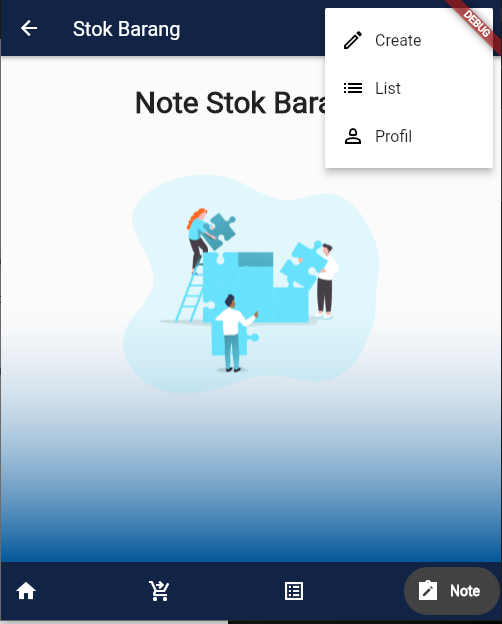 Stok Barang
DEBUG
Create
List
Profil
Note Stok Bara
Note